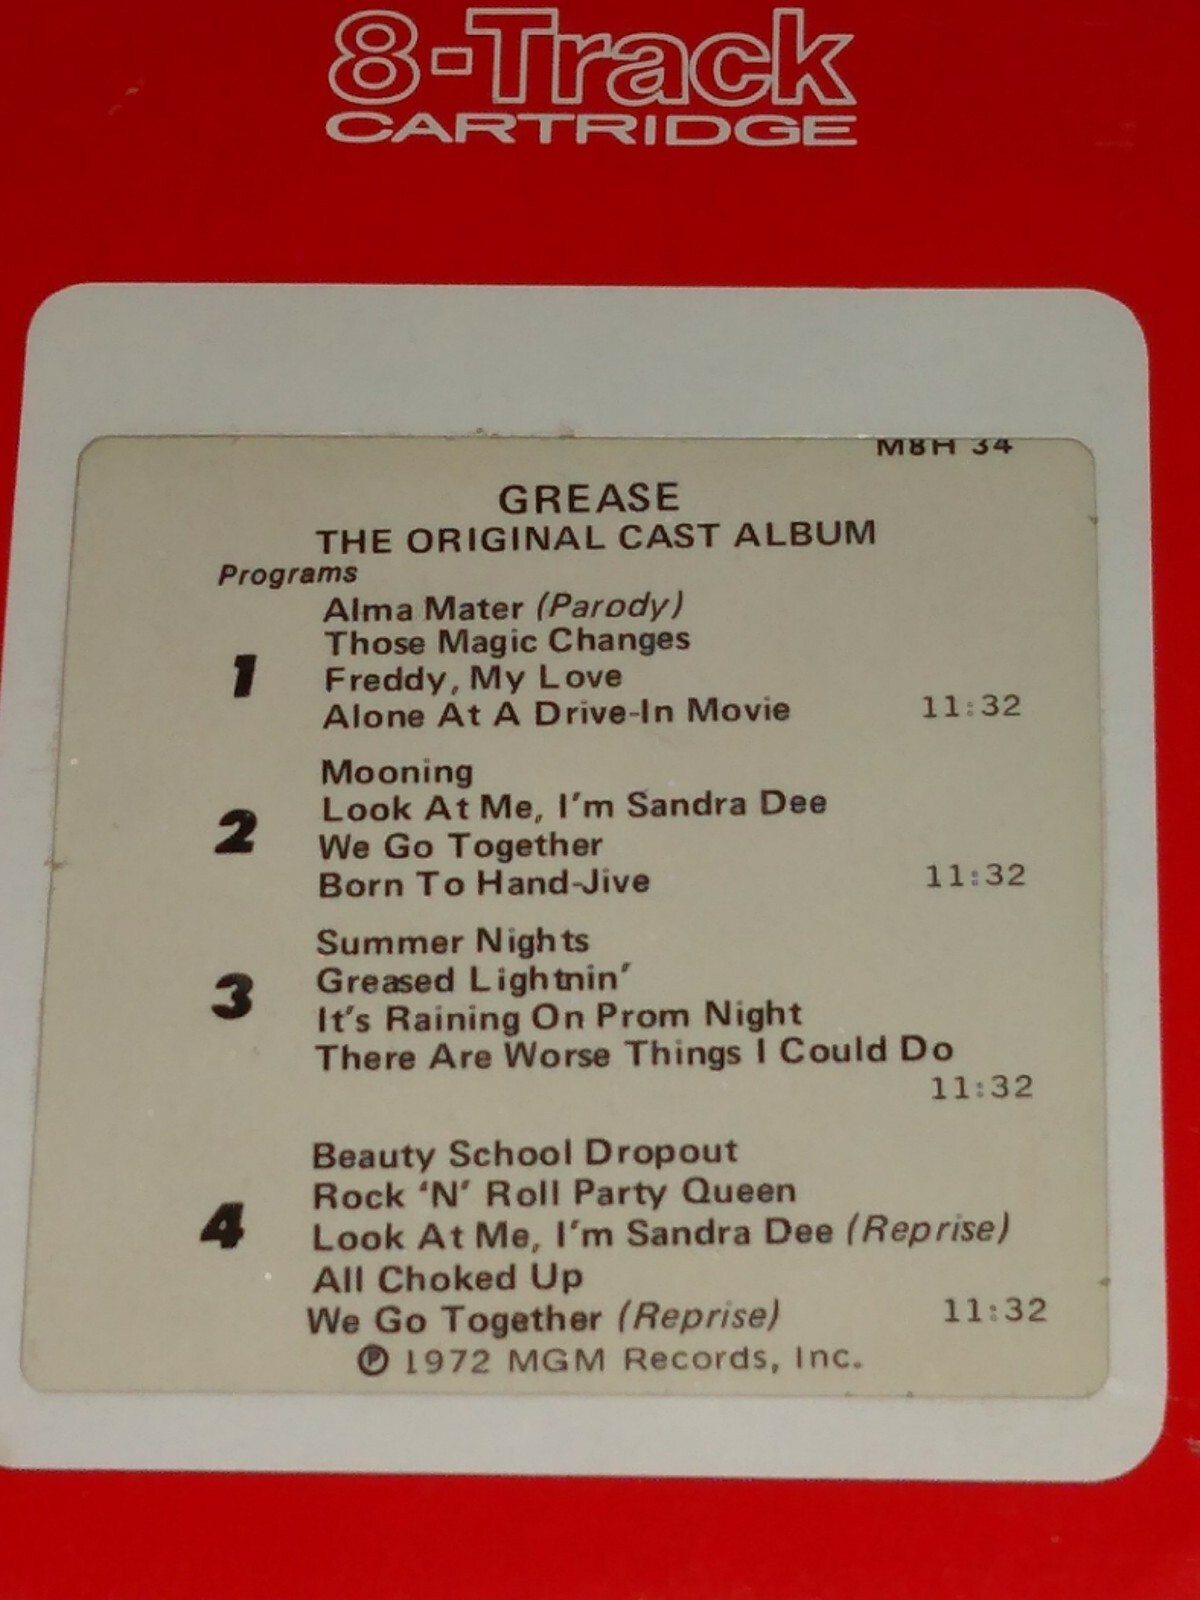 8-Track
CARTRIDGE
M8H 34
GREASE
THE ORIGINAL CAST ALBUM
Programs
Alma Mater (Parody)
Those Magic Changes
1
Freddy, My Love
Alone At A Drive-In Movie 11:32
Mooning
Look At Me, I'm Sandra Dee
2
We Go Together
Born To Hand-Jive 11:32
Summer Nights
Greased Lightnin'
3
It's Raining On Prom Night
There Are Worse Things I Could Do
11:32
Beauty School Dropout
Rock 'N' Roll Party Queen
4
Look At Me, I'm Sandra Dee (Reprise)
All Choked Up
We Go Together (Reprise) 11:32
℗ 1972 MGM Records, Inc.